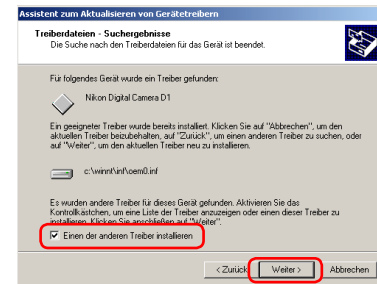 Assistent zum Aktualisieren von Gerätetreibern
Treiberdateien - Suchergebnisse
Die Suche nach den Treiberdateien für das Gerät ist beendet.
Für folgendes Gerät wurde ein Treiber gefunden:
Nikon Digital Camera D1
Ein geeigneter Treiber wurde bereits installiert. Klicken Sie auf "Abbrechen", um den
aktuellen Treiber beizubehalten, auf "Zurück", um einen anderen Treiber zu suchen, oder
auf "Weiter", um den aktuellen Treiber neu zu installieren.
c:\winnt\inf\oem0.inf
Es wurden andere Treiber für dieses Gerät gefunden. Aktivieren Sie das
Kontrollkästchen, um eine Liste der Treiber anzuzeigen oder einen dieser Treiber zu
installieren. Klicken Sie anschließen auf "Weiter".
Einen der anderen Treiber installieren
< Zurück Weiter > Abbrechen